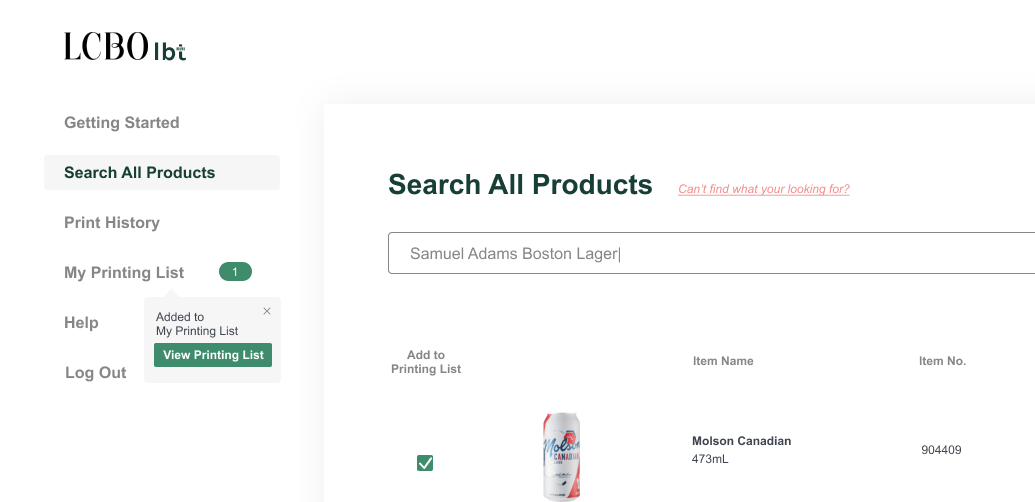 LCBO lbt
Getting Started
Search All Products
Print History
My Printing List 1
Added to
My Printing List
View Printing List
Help
Log Out
Search All Products Can't find what your looking for?
Samuel Adams Boston Lager
Add to
Printing List
Item Name
Item No.
Molson
CANADIAN
Molson Canadian
473mL
904409